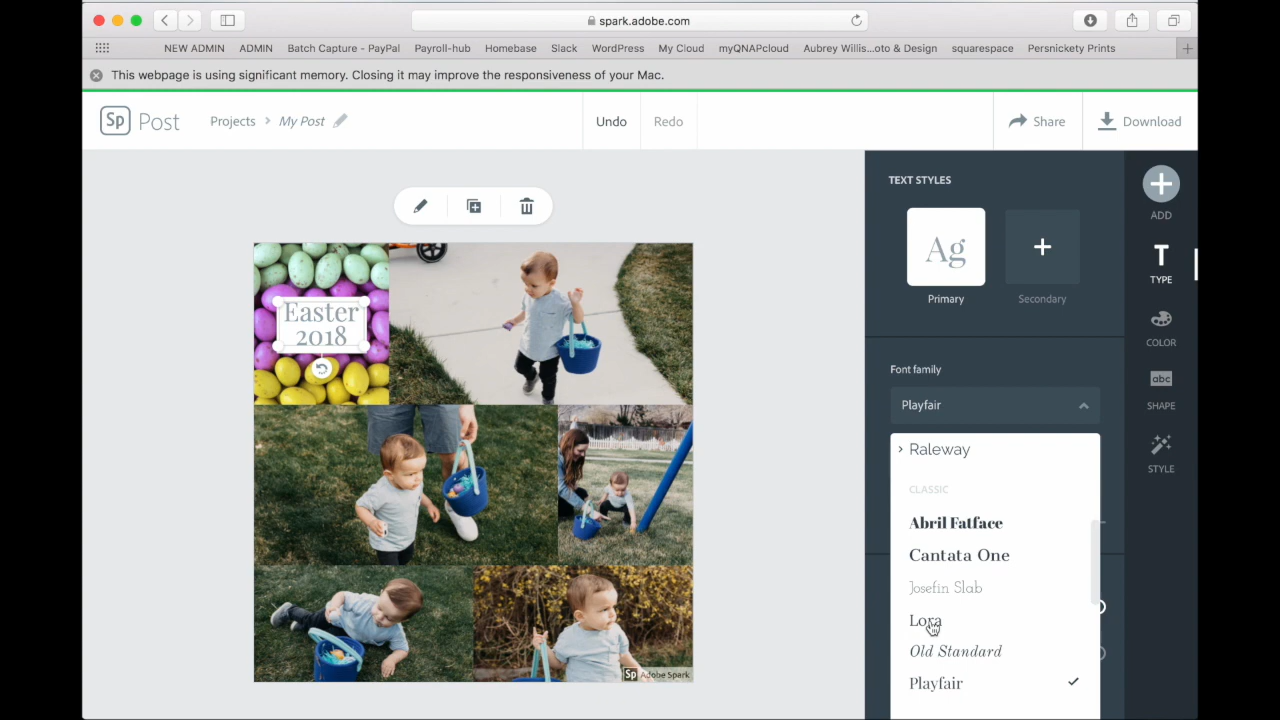 spark.adobe.com
NEW ADMIN ADMIN Batch Capture - PayPal Payroll-hub Homebase Slack WordPress My Cloud myQNAPcloud Aubrey Willis...oto & Design squarespace Persnickety Prints
This webpage is using significant memory. Closing it may improve the responsiveness of your Mac.
Sp Post Projects > My Post Undo Redo Share Download
TEXT STYLES
Ag
Primary Secondary
ADD
T
TYPE
COLOR
abc
SHAPE
STYLE
Font family
Playfair
Raleway
CLASSIC
Abril Fatface
Cantata One
Josefin Slab
Lora
Old Standard
Playfair
Easter
2018
Sp Adobe Spark